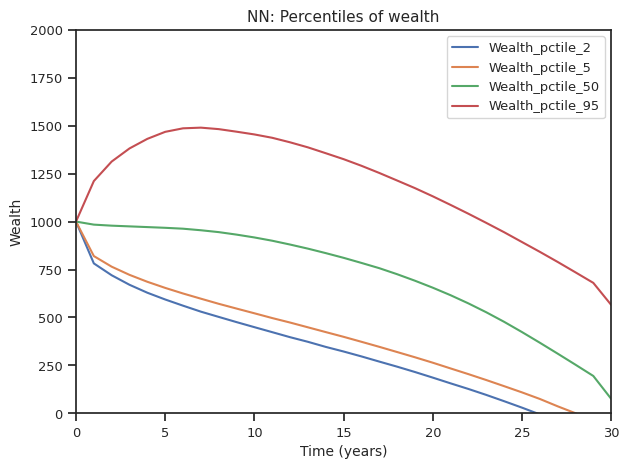 NN: Percentiles of wealth
Wealth_pctile_2
Wealth_pctile_5
Wealth_pctile_50
Wealth_pctile_95
Wealth
2000
1750
1500
1250
1000
750
500
250
0
0 5 10 15 20 25 30
Time (years)